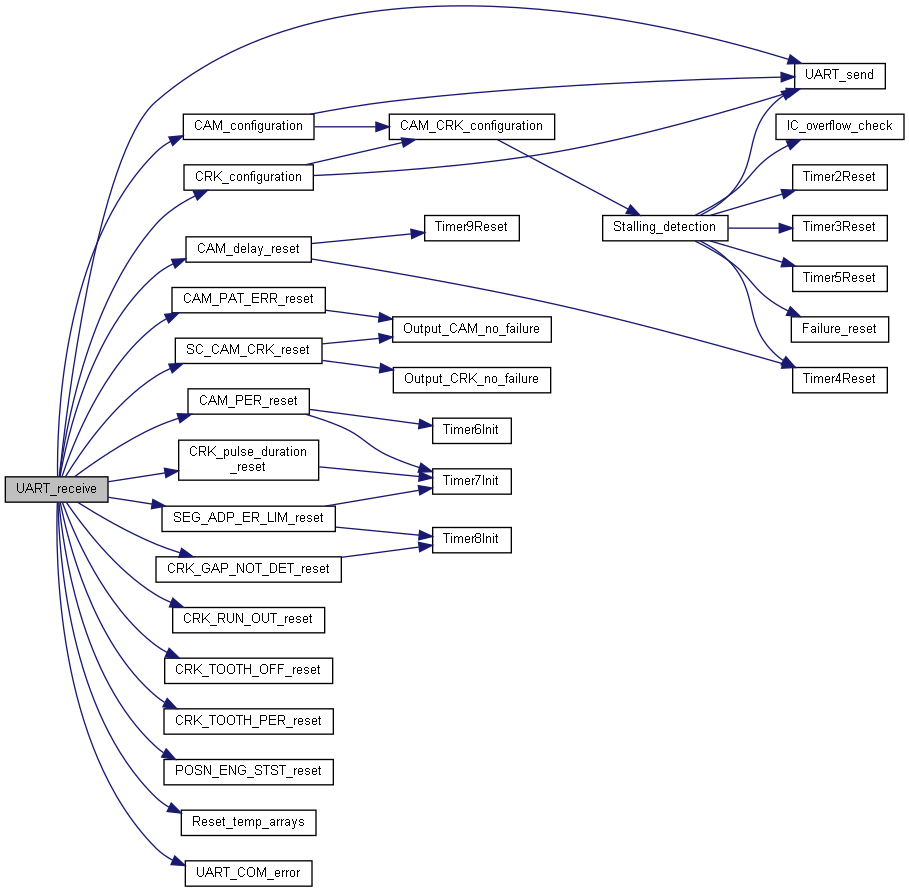 UART_send
CAM_configuration
CAM_CRK_configuration
IC_overflow_check
CRK_configuration
Timer2Reset
Timer9Reset
Stalling_detection
Timer3Reset
CAM_delay_reset
Timer5Reset
CAM_PAT_ERR_reset
Output_CAM_no_failure
Failure_reset
SC_CAM_CRK_reset
Output_CRK_no_failure
Timer4Reset
CAM_PER_reset
Timer6Init
CRK_pulse_duration
_reset
Timer7Init
UART_receive
SEG_ADP_ER_LIM_reset
Timer8Init
CRK_GAP_NOT_DET_reset
CRK_RUN_OUT_reset
CRK_TOOTH_OFF_reset
CRK_TOOTH_PER_reset
POSN_ENG_STST_reset
Reset_temp_arrays
UART_COM_error